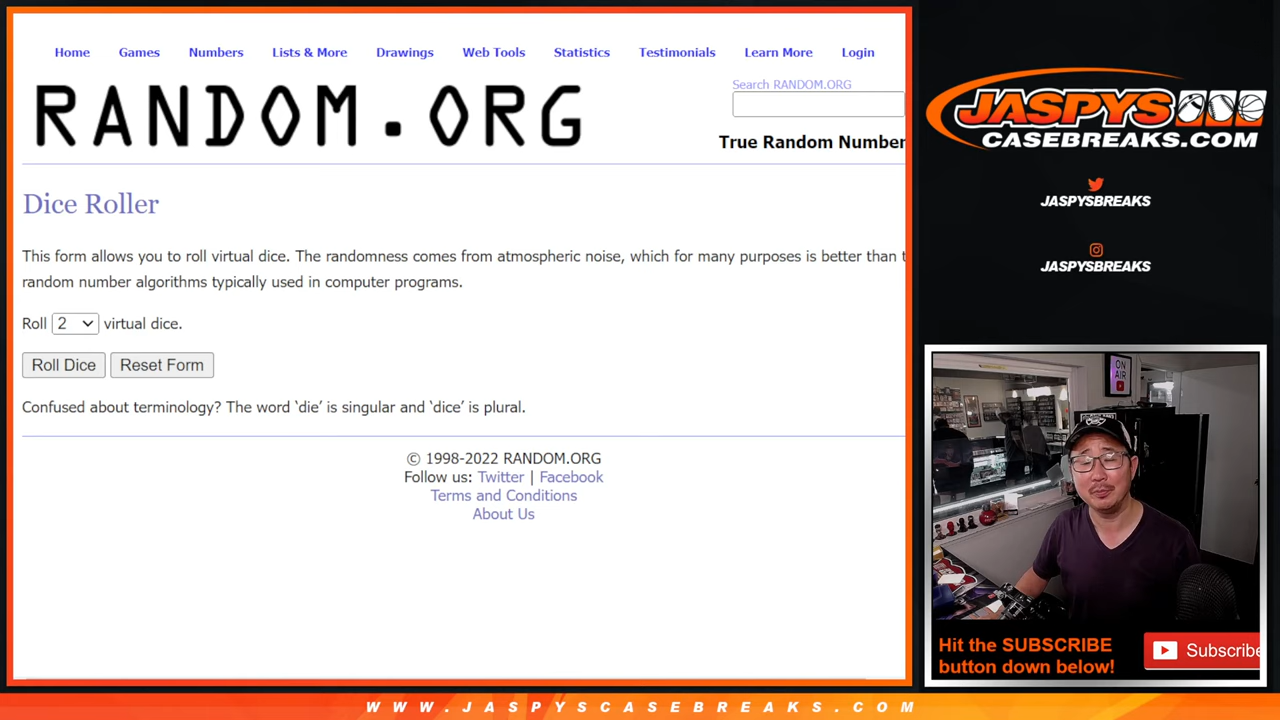 Home Games Numbers Lists & More Drawings Web Tools Statistics Testimonials Learn More Login
RANDOM.ORG
Search RANDOM.ORG
True Random Number
Dice Roller
This form allows you to roll virtual dice. The randomness comes from atmospheric noise, which for many purposes is better than t
random number algorithms typically used in computer programs.
Roll 2 virtual dice.
Roll Dice Reset Form
Confused about terminology? The word ‘die’ is singular and ‘dice’ is plural.
© 1998-2022 RANDOM.ORG
Follow us: Twitter | Facebook
Terms and Conditions
About Us
JASPYS
CASEBREAKS.COM
JASPYSBREAKS
JASPYSBREAKS
ON
AIR
Hit the SUBSCRIBE
button down below!
Subscribe
WWW.JASPYSCASEBREAKS.COM